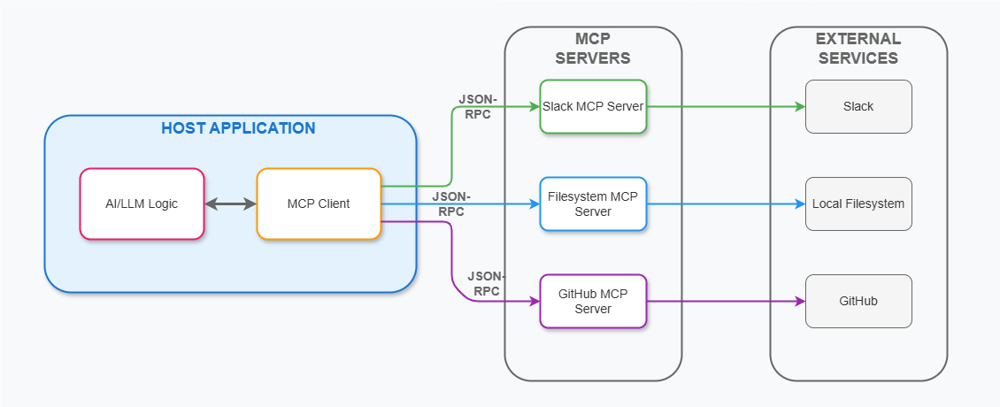 HOST APPLICATION
AI/LLM Logic
MCP Client
JSON-
RPC
JSON-
RPC
JSON-
RPC
MCP
SERVERS
Slack MCP Server
Filesystem MCP
Server
GitHub MCP
Server
EXTERNAL
SERVICES
Slack
Local Filesystem
GitHub